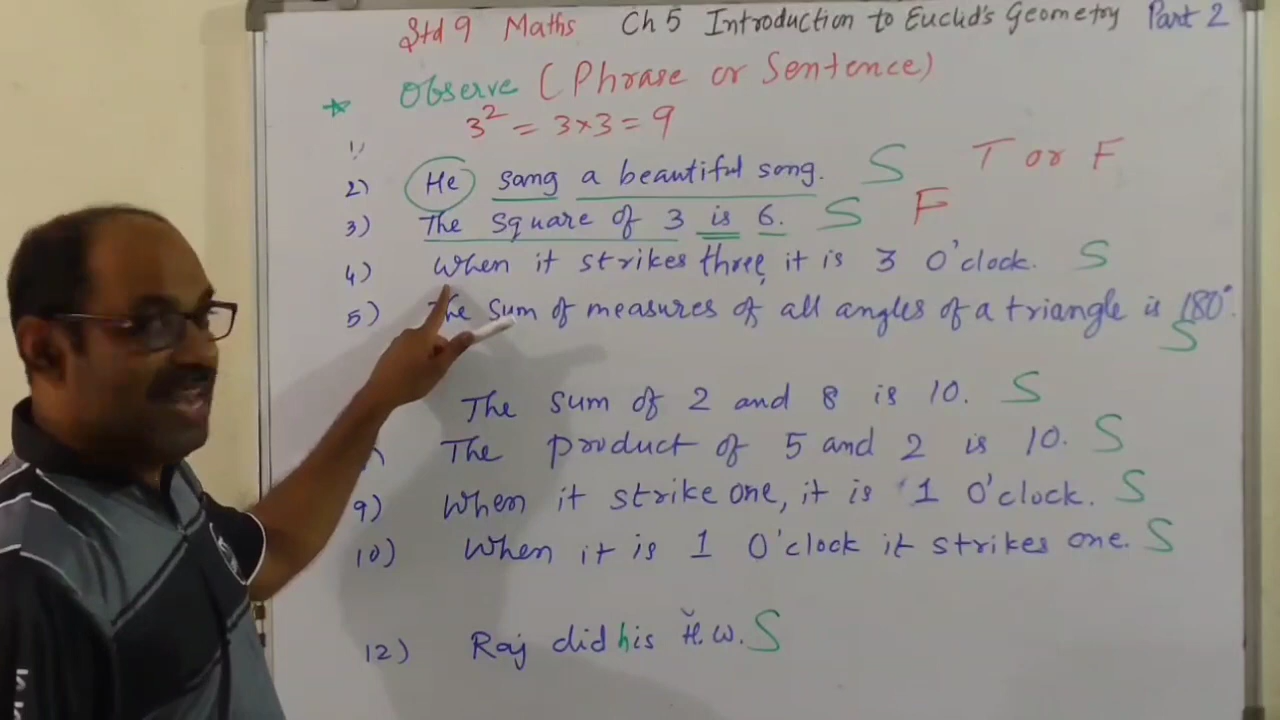 Std 9 Maths Ch 5 Introduction to Euclid's Geometry Part 2
Observe (Phrase or Sentence)
3² = 3×3 = 9
1)
2) He sang a beautiful song. S T or F
3) The square of 3 is 6. S F
4) When it strikes three, it is 3 O'clock. S
5) The sum of measures of all angles of a triangle is 180°. S
The sum of 2 and 8 is 10. S
The product of 5 and 2 is 10. S
9) When it strike one, it is 1 O'clock. S
10) When it is 1 O'clock it strikes one. S
12) Raj did his H.W. S